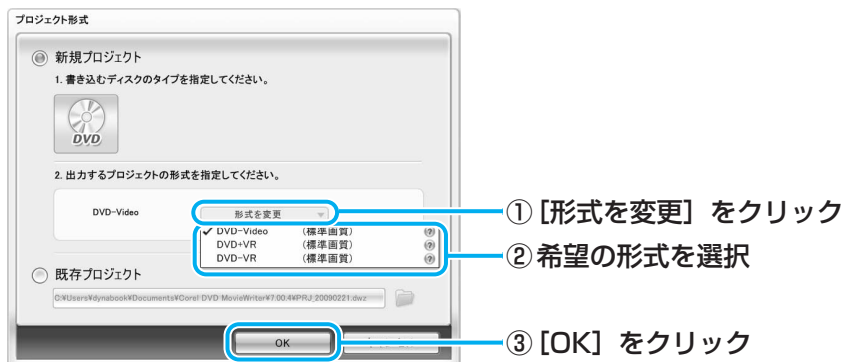 プロジェクト形式
新規プロジェクト
1. 書き込むディスクのタイプを指定してください。
DVD
2. 出力するプロジェクトの形式を指定してください。
DVD-Video 形式を変更
①[形式を変更]をクリック
✓ DVD-Video (標準画質) ?
DVD+VR (標準画質) ?
DVD-VR (標準画質) ?
②希望の形式を選択
既存プロジェクト
C:¥Users¥dynabook¥Documents¥Corel DVD MovieWriter¥7.00.4¥PRJ_20090221.dwz
OK
③[OK]をクリック